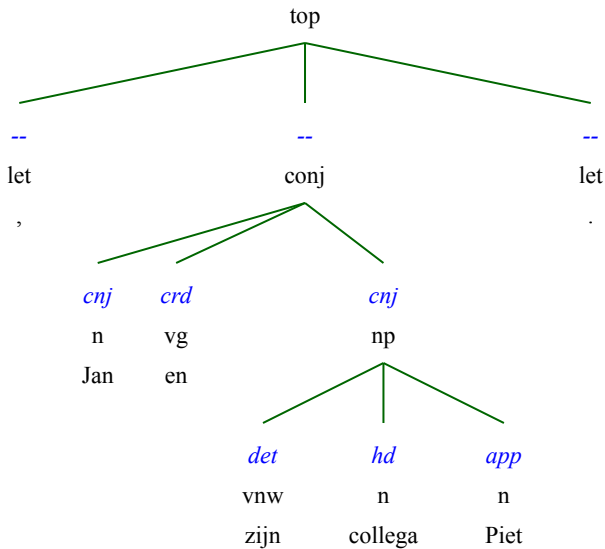 top
-- -- --
let conj let
, .
cnj crd cnj
n vg np
Jan en
det hd app
vnw n n
zijn collega Piet